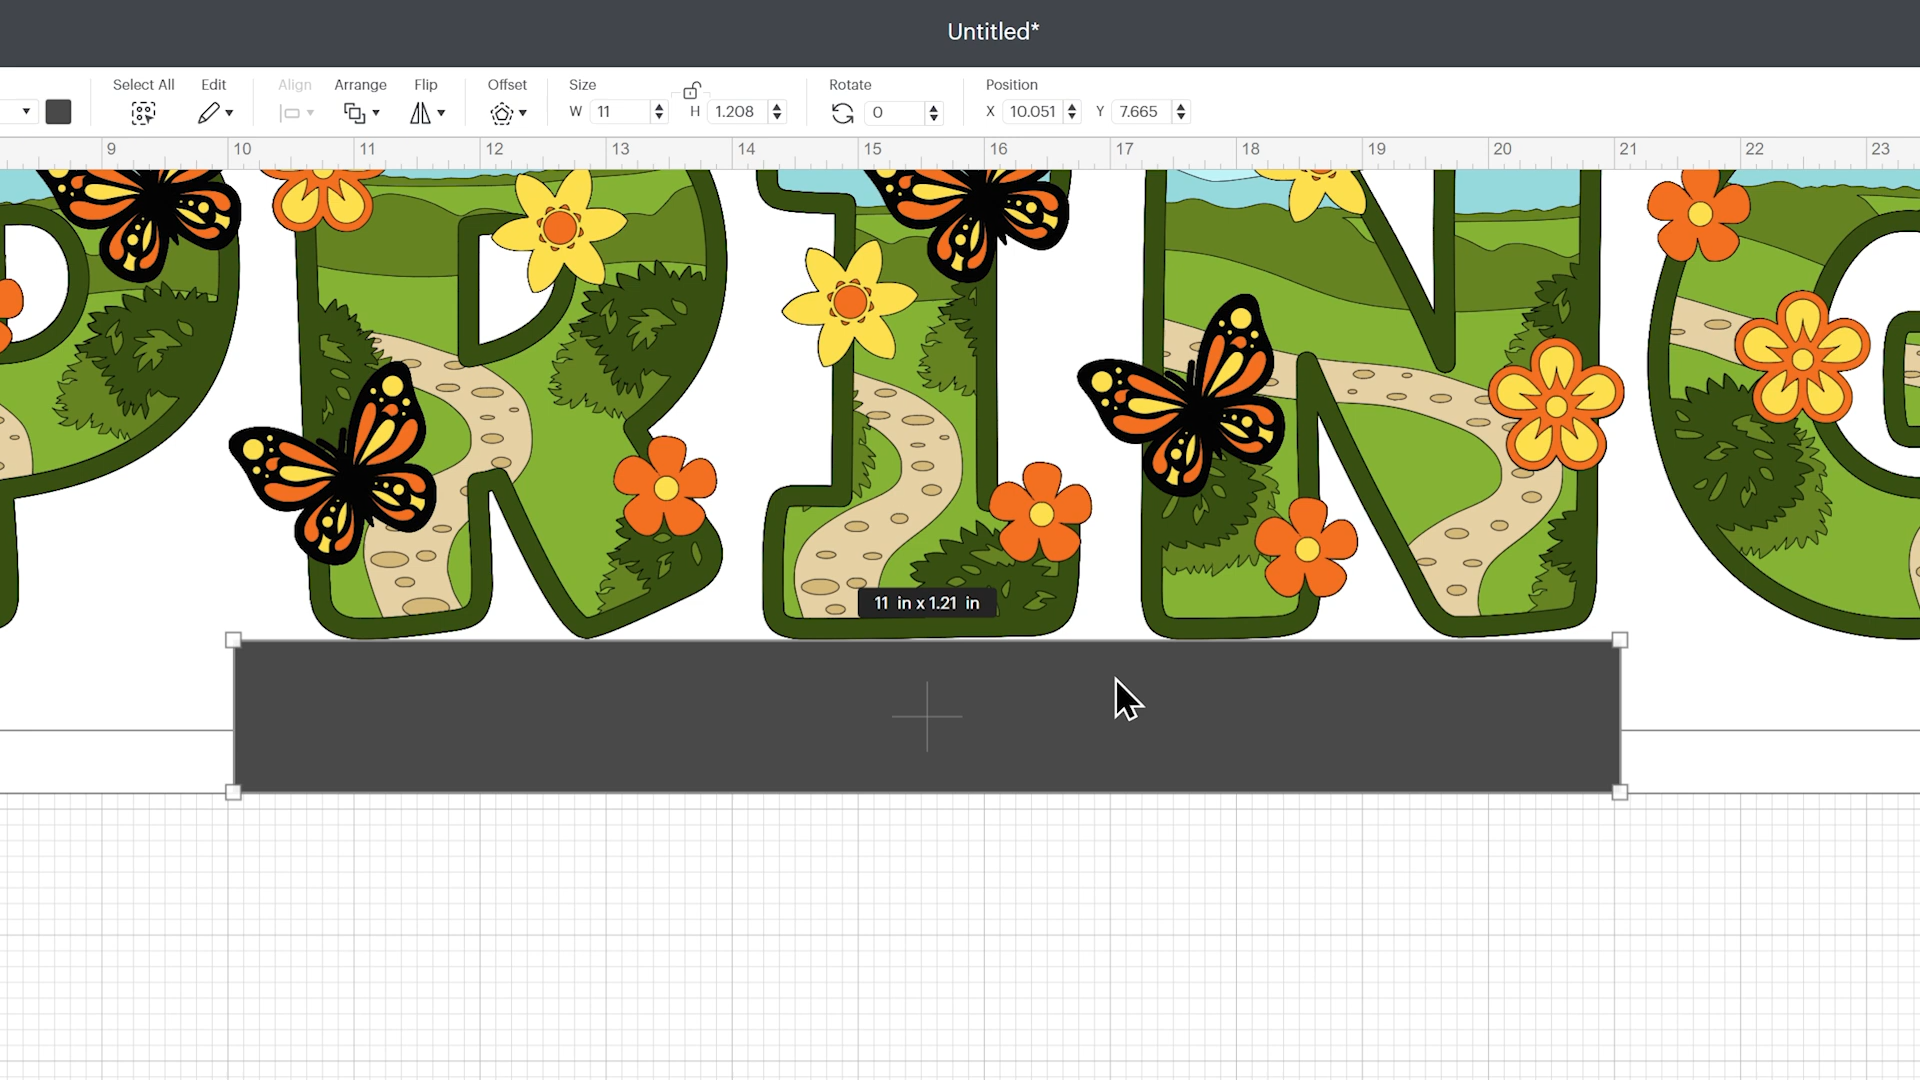 Untitled*
Select All Edit Align Arrange Flip Offset Size Rotate Position
W 11 H 1.208 0 X 10.051 Y 7.665
9 10 11 12 13 14 15 16 17 18 19 20 21 22 23
P R I N G
11 in x 1.21 in